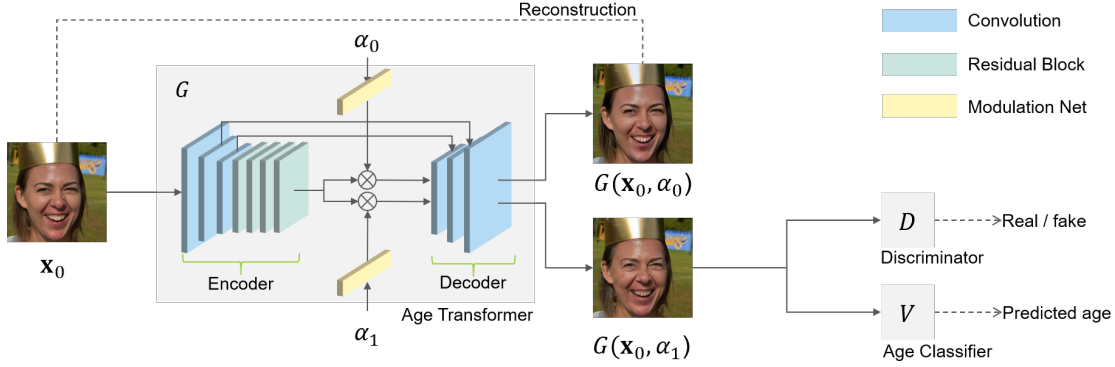 Reconstruction
Convolution
Residual Block
Modulation Net
α₀
G
x₀
Encoder
Decoder
Age Transformer
α₁
G(x₀, α₀)
G(x₀, α₁)
D
Discriminator
Real / fake
V
Age Classifier
Predicted age